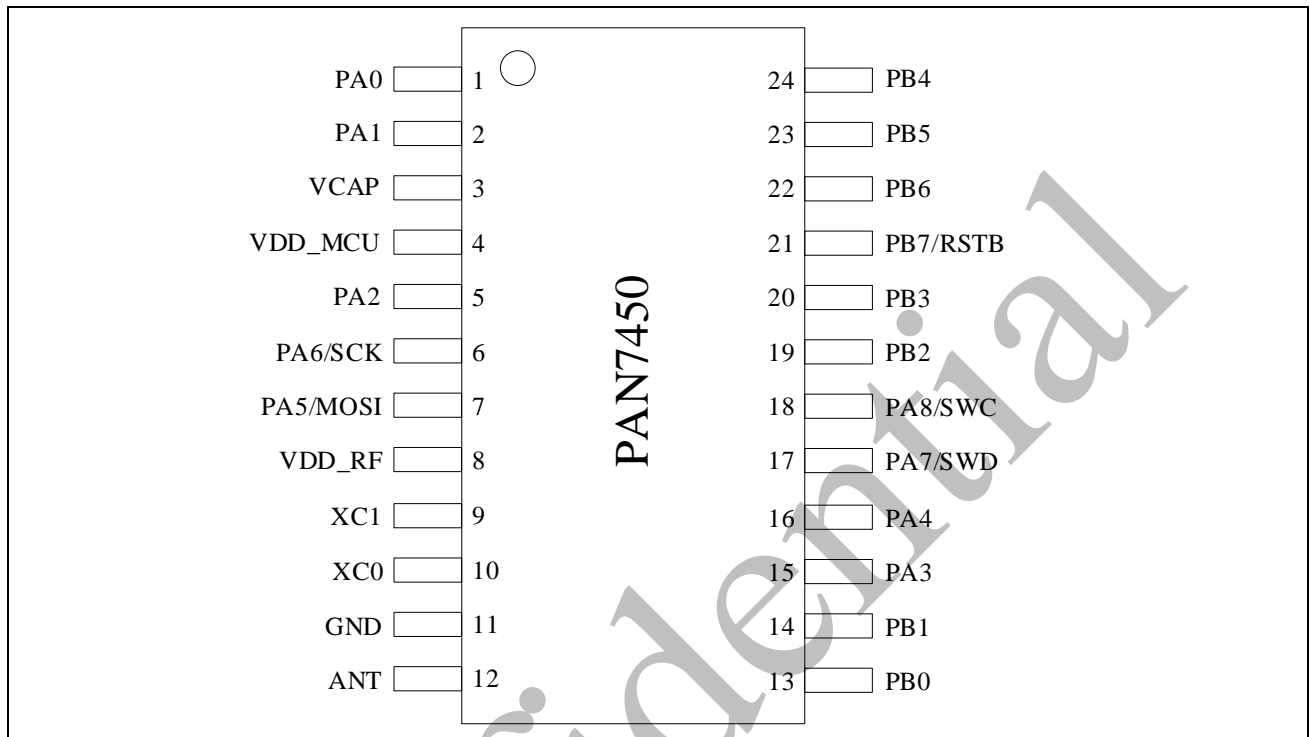 PA0 1 24 PB4
PA1 2 23 PB5
VCAP 3 22 PB6
VDD_MCU 4 21 PB7/RSTB
PA2 5 20 PB3
PA6/SCK 6 19 PB2
PA5/MOSI 7 18 PA8/SWC
VDD_RF 8 17 PA7/SWD
XC1 9 16 PA4
XC0 10 15 PA3
GND 11 14 PB1
ANT 12 13 PB0
PAN7450
fidential